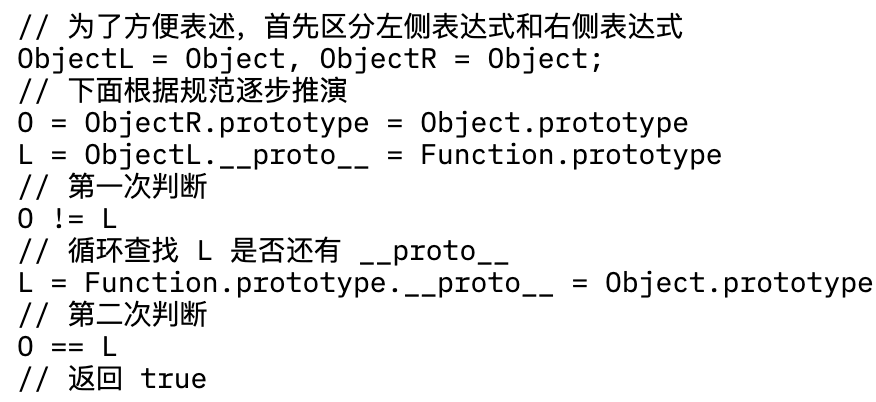 // 为了方便表述，首先区分左侧表达式和右侧表达式
ObjectL = Object, ObjectR = Object;
// 下面根据规范逐步推演
O = ObjectR.prototype = Object.prototype
L = ObjectL.__proto__ = Function.prototype
// 第一次判断
O != L
// 循环查找 L 是否还有 __proto__
L = Function.prototype.__proto__ = Object.prototype
// 第二次判断
O == L
// 返回 true